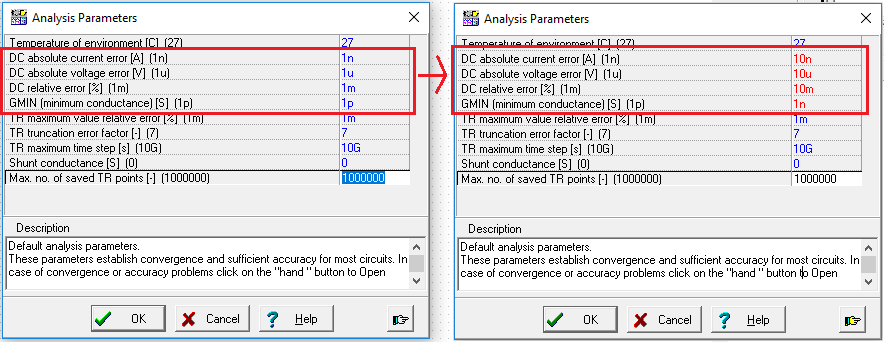 Analysis Parameters
Temperature of environment [C] (27) 27
DC absolute current error [A] (1n) 1n
DC absolute voltage error [V] (1u) 1u
DC relative error [%] (1m) 1m
GMIN (minimum conductance) [S] (1p) 1p
TR maximum value relative error [%] (1m) 1m
TR truncation error factor [-] (7) 7
TR maximum time step [s] (10G) 10G
Shunt conductance [S] (0) 0
Max. no. of saved TR points [-] (1000000) 1000000
Description
Default analysis parameters.
These parameters establish convergence and sufficient accuracy for most circuits. In
case of convergence or accuracy problems click on the "hand " button to Open
OK Cancel Help
Analysis Parameters
Temperature of environment [C] (27) 27
DC absolute current error [A] (1n) 10n
DC absolute voltage error [V] (1u) 10u
DC relative error [%] (1m) 10m
GMIN (minimum conductance) [S] (1p) 1n
TR maximum value relative error [%] (1m) 1m
TR truncation error factor [-] (7) 7
TR maximum time step [s] (10G) 10G
Shunt conductance [S] (0) 0
Max. no. of saved TR points [-] (1000000) 1000000
Description
Default analysis parameters.
These parameters establish convergence and sufficient accuracy for most circuits. In
case of convergence or accuracy problems click on the "hand " button to Open
OK Cancel Help